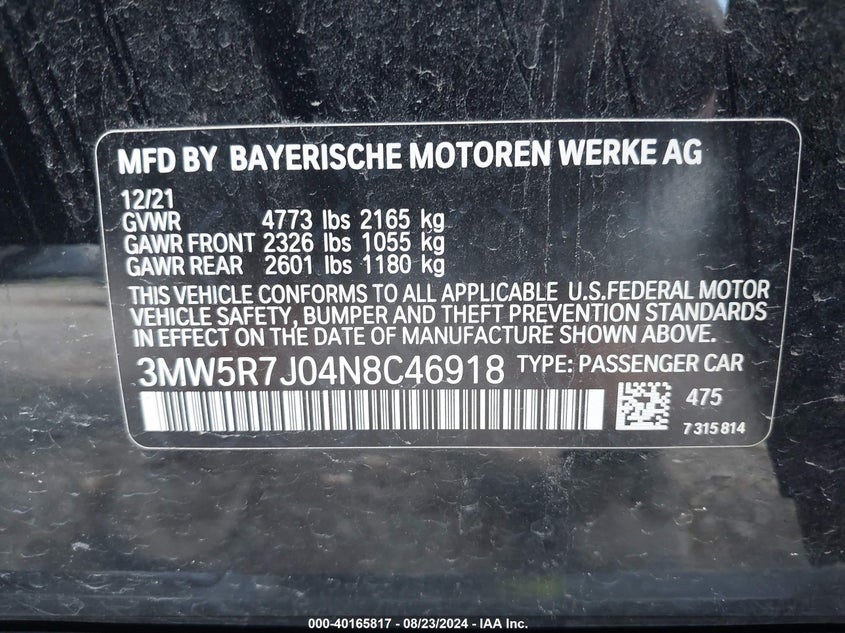 MFD BY BAYERISCHE MOTOREN WERKE AG
12/21
GVWR 4773 lbs 2165 kg
GAWR FRONT 2326 lbs 1055 kg
GAWR REAR 2601 lbs 1180 kg
THIS VEHICLE CONFORMS TO ALL APPLICABLE U.S.FEDERAL MOTOR
VEHICLE SAFETY, BUMPER AND THEFT PREVENTION STANDARDS
IN EFFECT ON THE DATE OF MANUFACTURE SHOWN ABOVE.
3MW5R7J04N8C46918 TYPE: PASSENGER CAR
475
7 315 814
000-40165817 - 08/23/2024 - IAA Inc.